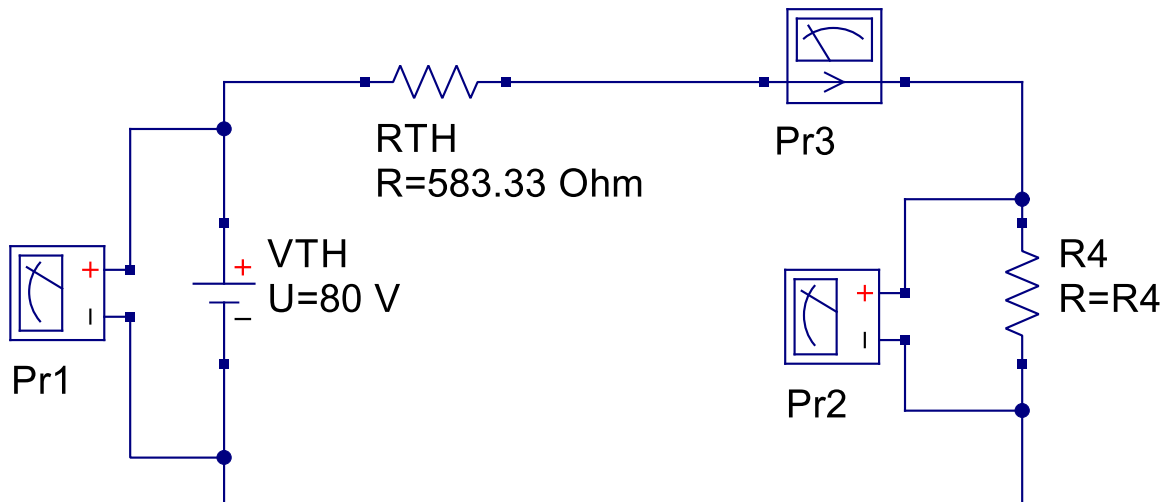 Pr3
RTH
R=583.33 Ohm
VTH
U=80 V
R4
R=R4
Pr1
Pr2